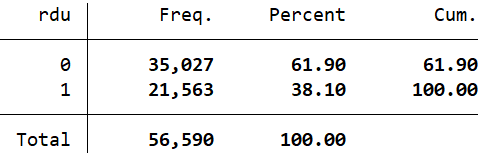 rdu Freq. Percent Cum.
0 35,027 61.90 61.90
1 21,563 38.10 100.00
Total 56,590 100.00